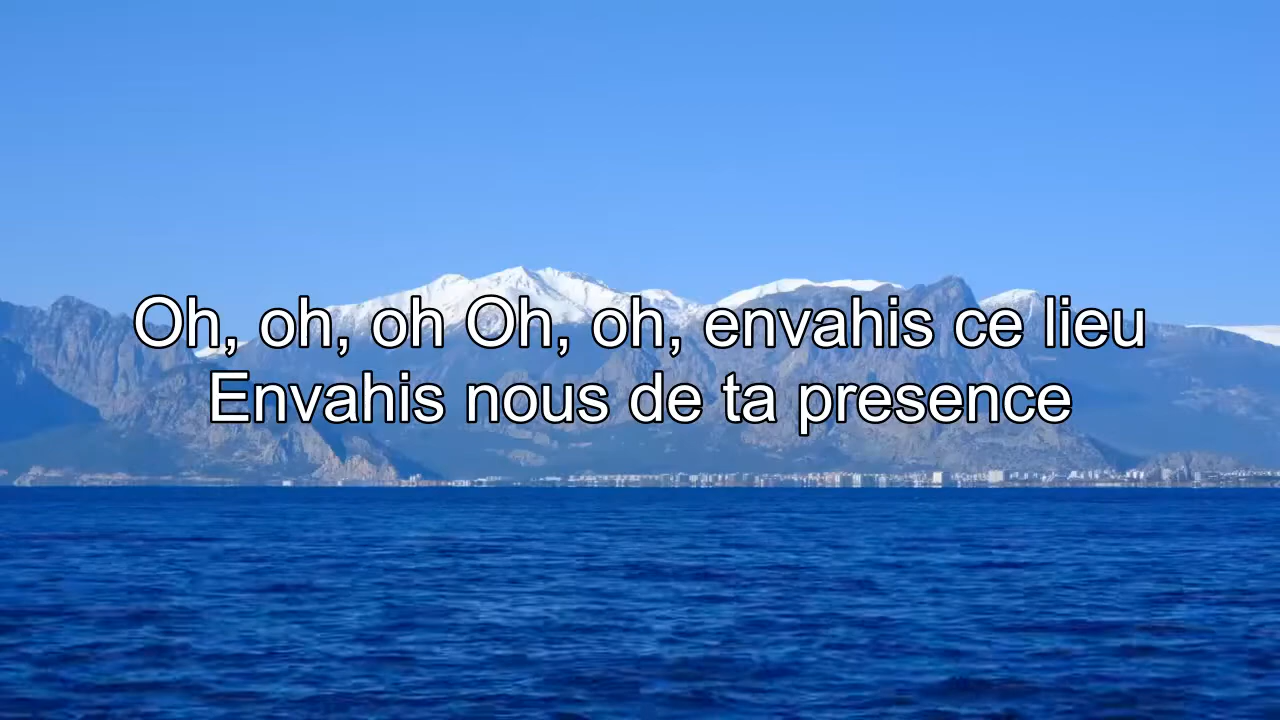 Oh, oh, oh Oh, oh, envahis ce lieu
Envahis nous de ta presence